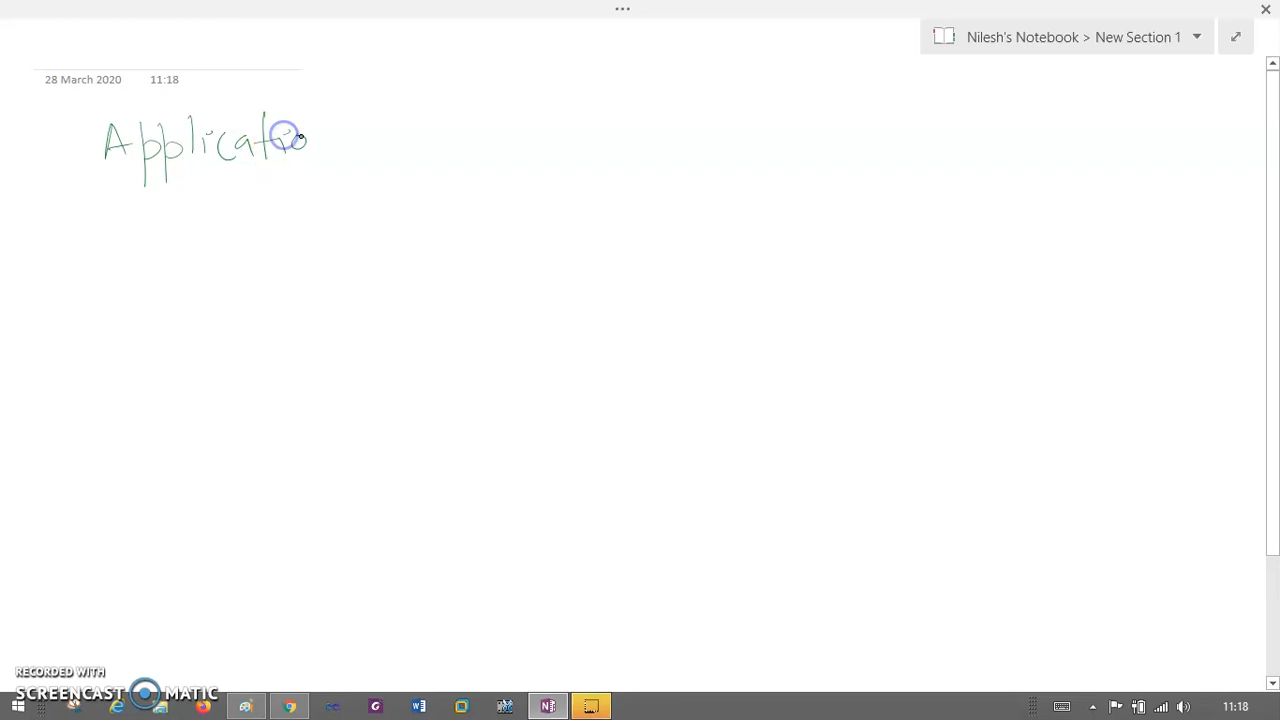 Nilesh's Notebook > New Section 1
28 March 2020 11:18
Applicatio
RECORDED WITH
SCREENCAST MATIC
11:18